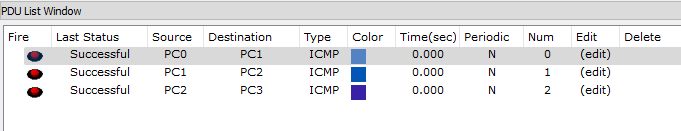 PDU List Window
Fire Last Status Source Destination Type Color Time(sec) Periodic Num Edit Delete
Successful PC0 PC1 ICMP 0.000 N 0 (edit)
Successful PC1 PC2 ICMP 0.000 N 1 (edit)
Successful PC2 PC3 ICMP 0.000 N 2 (edit)